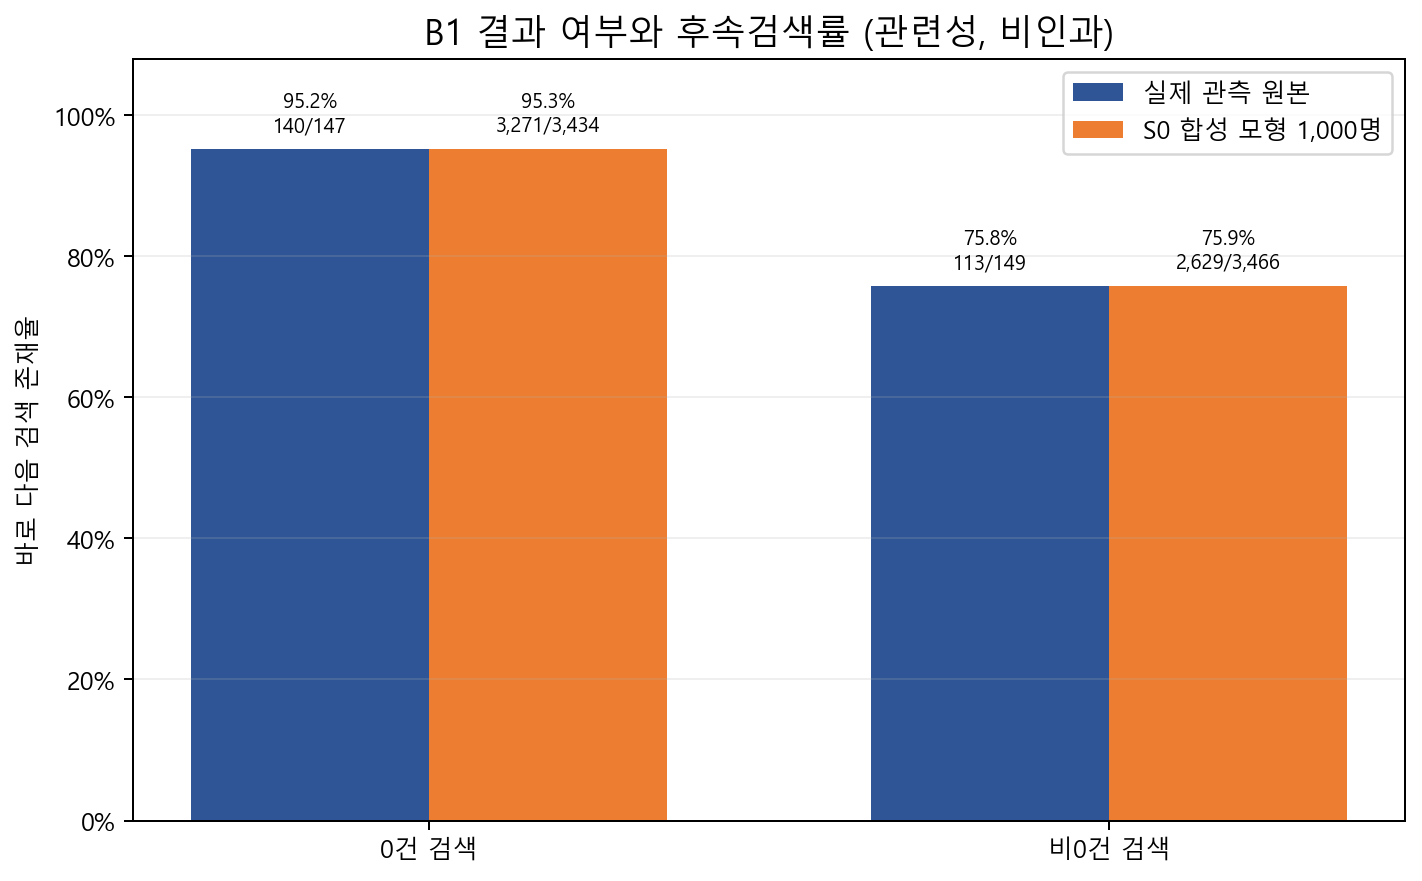 B1 결과 여부와 후속검색률 (관련성, 비인과)
실제 관측 원본
S0 합성 모형 1,000명
95.2%
140/147
95.3%
3,271/3,434
75.8%
113/149
75.9%
2,629/3,466
바로 다음 검색 존재율
100%
80%
60%
40%
20%
0%
0건 검색
비0건 검색